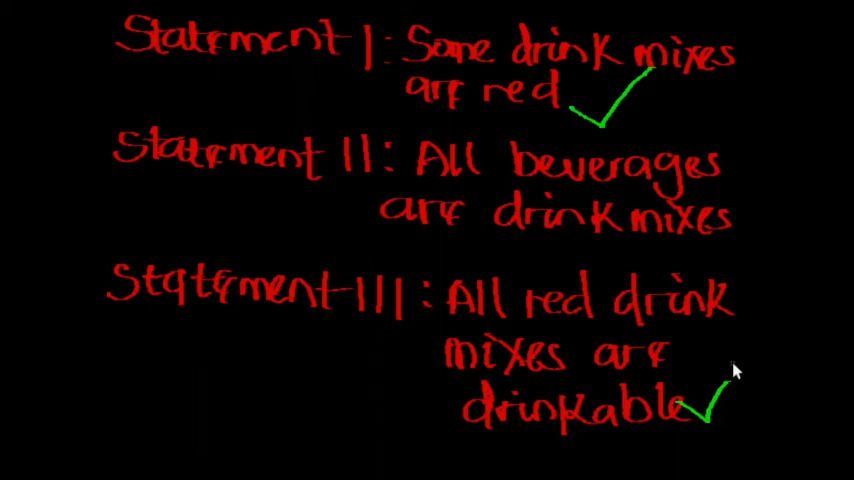 Statement I: Some drink mixes
are red
Statement II: All beverages
are drink mixes
Statement III: All red drink
mixes are
drinkable